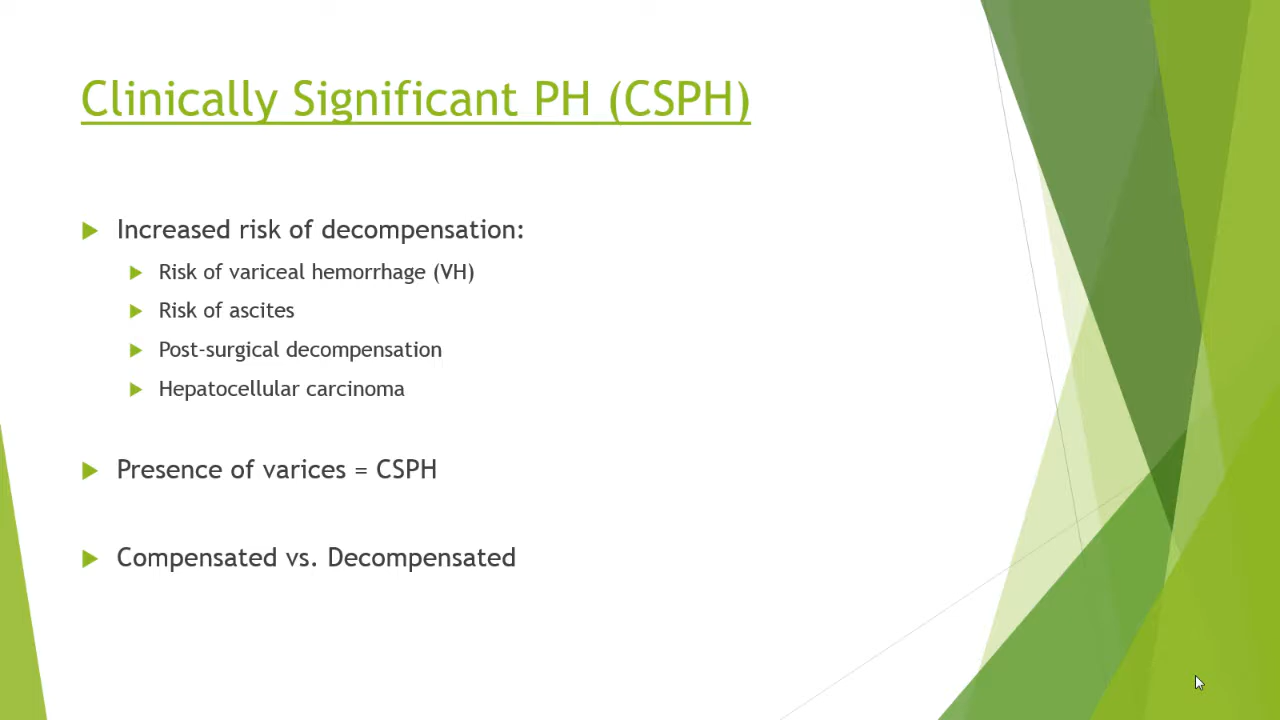 Clinically Significant PH (CSPH)
Increased risk of decompensation:
Risk of variceal hemorrhage (VH)
Risk of ascites
Post-surgical decompensation
Hepatocellular carcinoma
Presence of varices = CSPH
Compensated vs. Decompensated